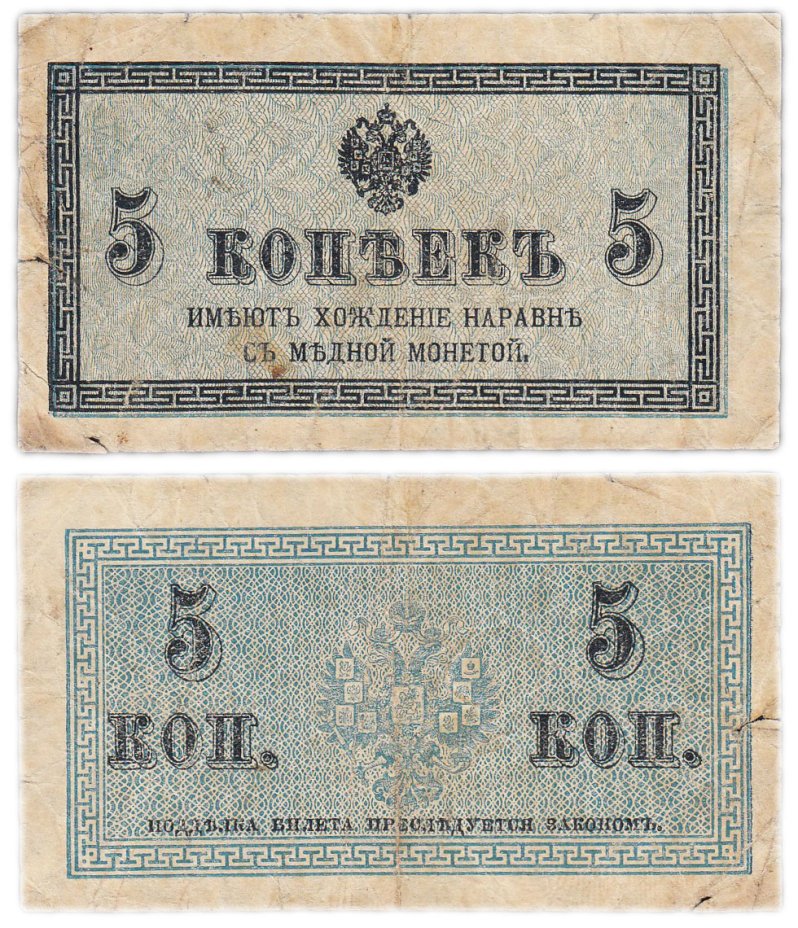 5 КОПѢЕКЪ 5
ИМѢЮТЪ ХОЖДЕНІЕ НАРАВНѢ
СЪ МѢДНОЙ МОНЕТОЙ.
5 5
КОП. КОП.
ПОДДѢЛКА БИЛЕТА ПРЕСЛѢДУЕТСЯ ЗАКОНОМЪ.